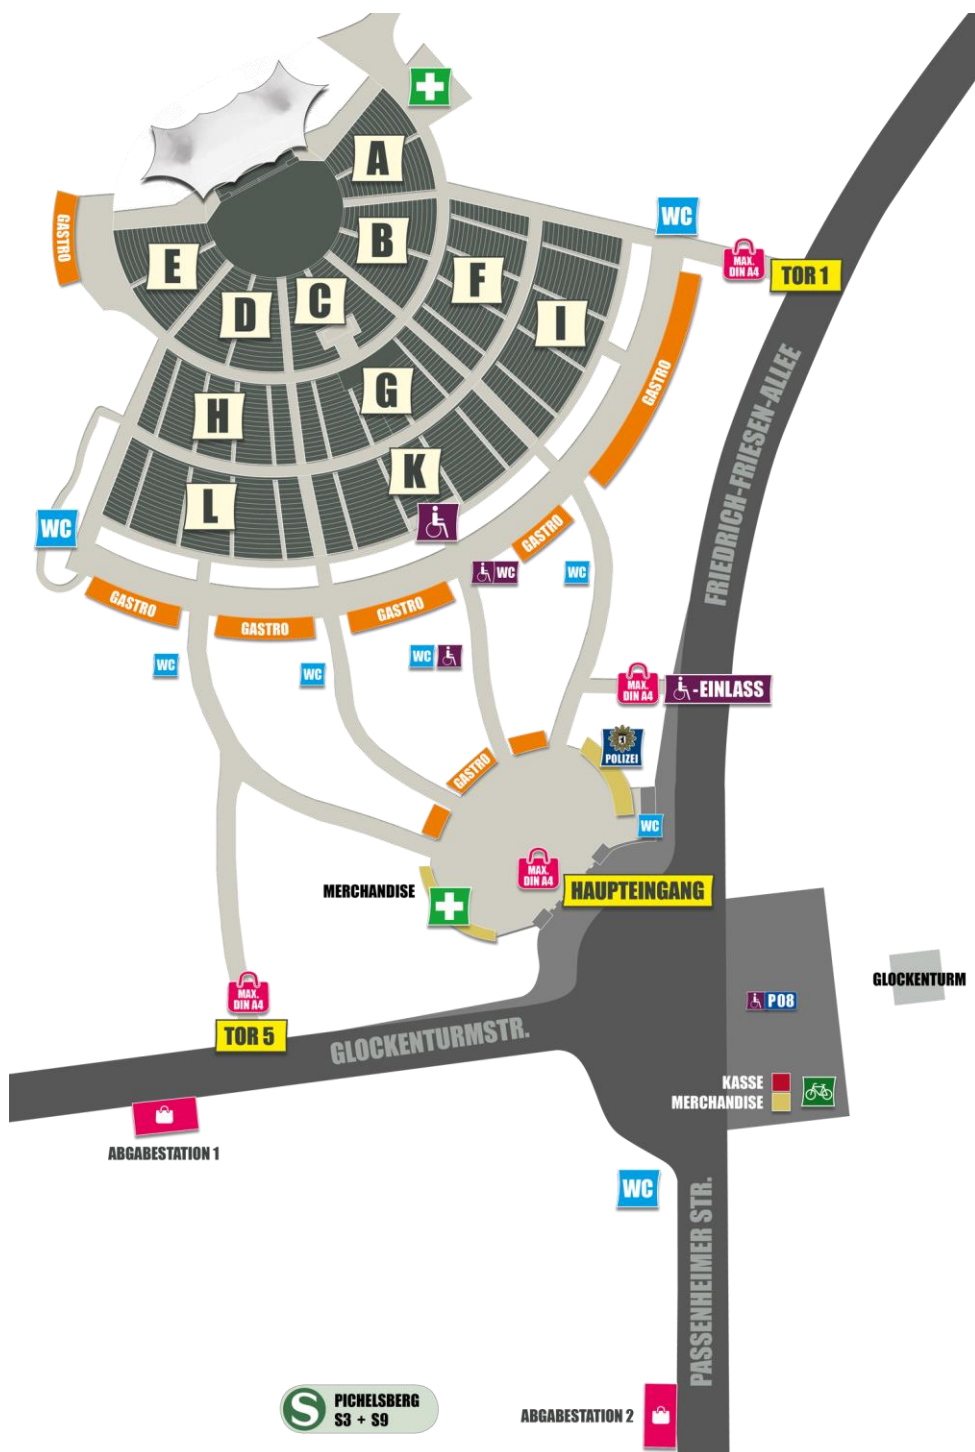 A
WC
B
GASTRO
MAX.
DIN A4
TOR 1
E
F
C
D
I
GASTRO
G
H
FRIEDRICH-FRIESEN-ALLEE
K
L
WC
GASTRO
WC
WC
GASTRO
GASTRO
GASTRO
WC
WC
WC
MAX.
DIN A4
-EINLASS
POLIZEI
GASTRO
WC
MAX.
DIN A4
MERCHANDISE
HAUPTEINGANG
GLOCKENTURM
MAX.
DIN A4
P08
TOR 5
GLOCKENTURMSTR.
KASSE
MERCHANDISE
ABGABESTATION 1
WC
PASSENHEIMER STR.
S
PICHELSBERG
S3 + S9
ABGABESTATION 2